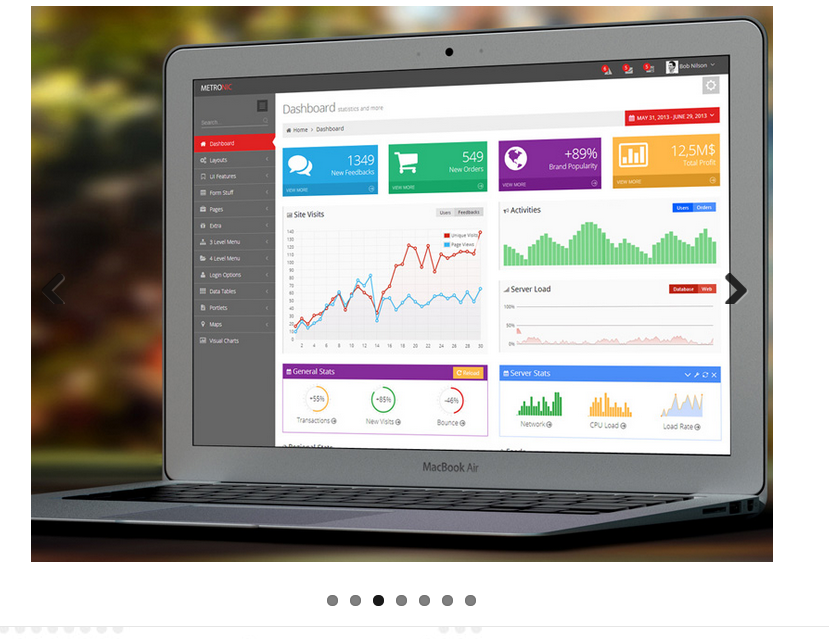 METRONIC
Bob Nilson
Search...
Dashboard
Layouts
UI Features
Form Stuff
Pages
Extra
3 Level Menu
4 Level Menu
Login Options
Data Tables
Portlets
Maps
Visual Charts
Dashboard statistics and more
Home > Dashboard
MAY 31, 2013 - JUNE 29, 2013
1349
New Feedbacks
VIEW MORE
549
New Orders
VIEW MORE
+89%
Brand Popularity
VIEW MORE
12,5M$
Total Profit
VIEW MORE
Site Visits
Users Feedbacks
Unique Visits
Page Views
140
130
120
110
100
90
80
70
60
50
40
30
20
10
0
2 4 6 8 10 12 14 16 18 20 22 24 26 28 30
Activities
Users Orders
Server Load
Database Web
100%
50%
0%
General Stats
Reload
+55%
Transactions
+85%
New Visits
-46%
Bounce
Server Stats
Network
CPU Load
Load Rate
Regional Stats
MacBook Air